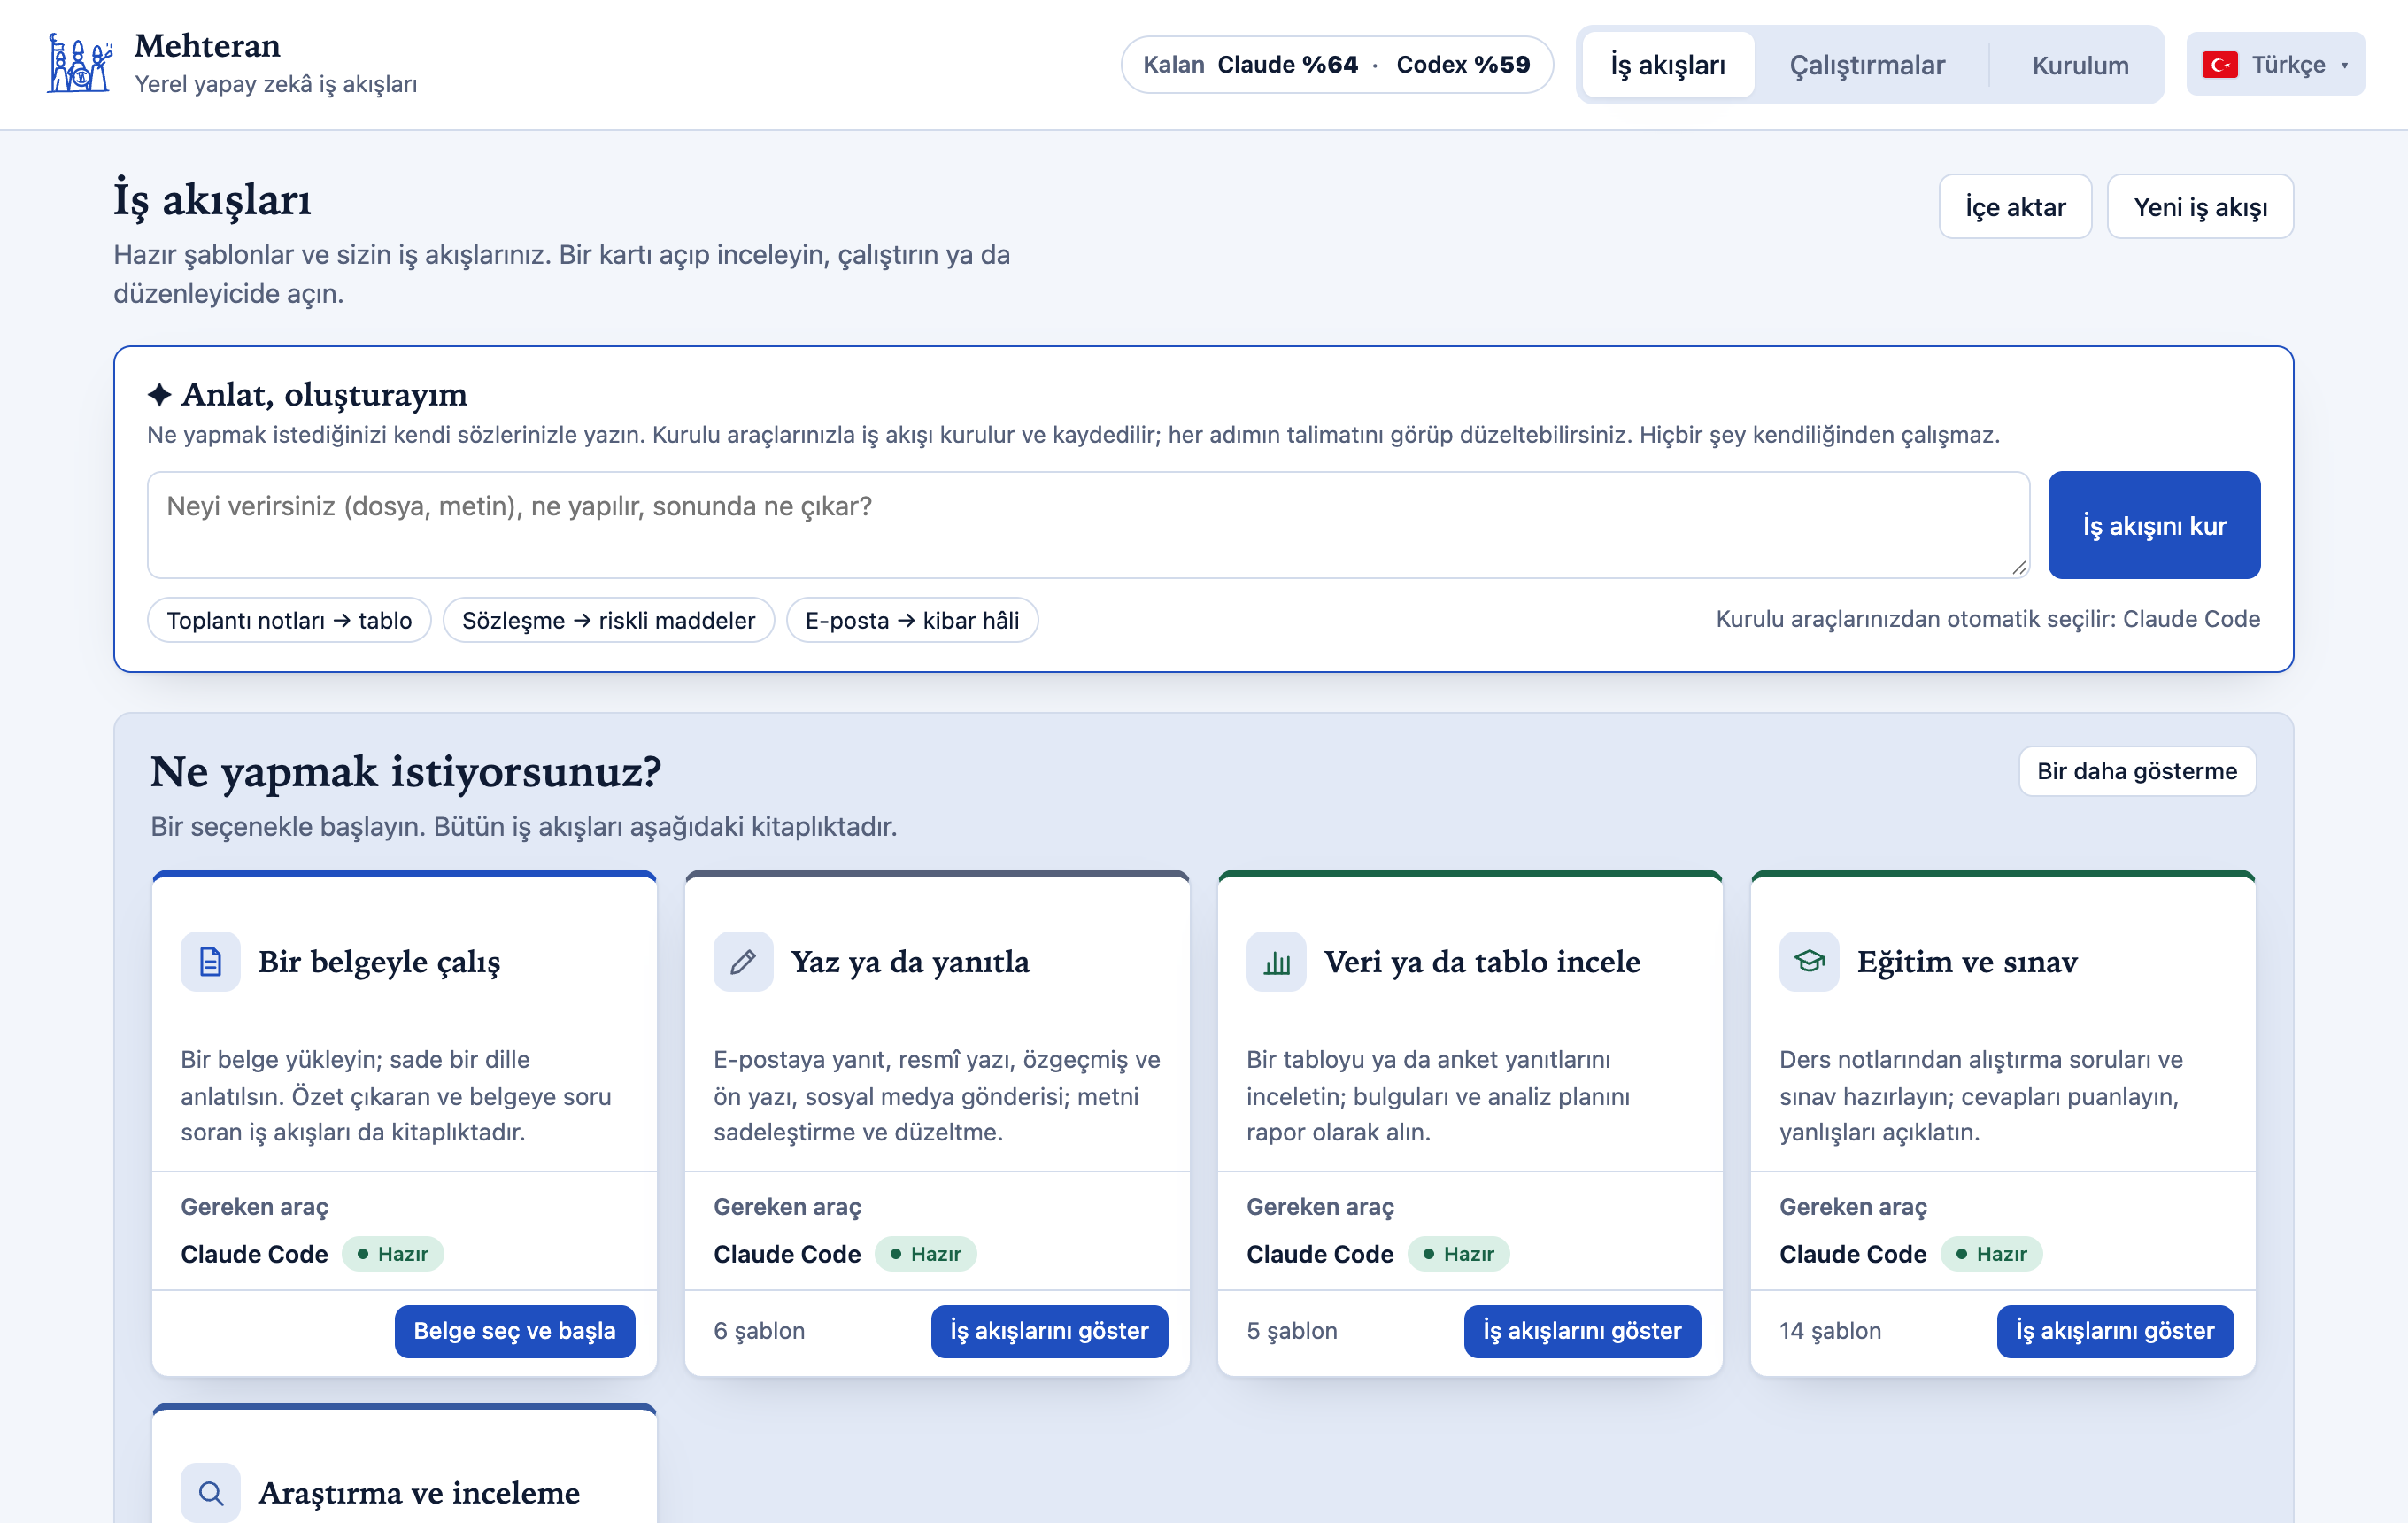 Mehteran
Yerel yapay zekâ iş akışları
Kalan Claude %64 · Codex %59
İş akışları
Çalıştırmalar
Kurulum
Türkçe
İş akışları
Hazır şablonlar ve sizin iş akışlarınız. Bir kartı açıp inceleyin, çalıştırın ya da
düzenleyicide açın.
İçe aktar
Yeni iş akışı
Anlat, oluşturayım
Ne yapmak istediğinizi kendi sözlerinizle yazın. Kurulu araçlarınızla iş akışı kurulur ve kaydedilir; her adımın talimatını görüp düzeltebilirsiniz. Hiçbir şey kendiliğinden çalışmaz.
Neyi verirsiniz (dosya, metin), ne yapılır, sonunda ne çıkar?
İş akışını kur
Toplantı notları → tablo
Sözleşme → riskli maddeler
E-posta → kibar hâli
Kurulu araçlarınızdan otomatik seçilir: Claude Code
Ne yapmak istiyorsunuz?
Bir daha gösterme
Bir seçenekle başlayın. Bütün iş akışları aşağıdaki kitaplıktadır.
Bir belgeyle çalış
Bir belge yükleyin; sade bir dille
anlatılsın. Özet çıkaran ve belgeye soru
soran iş akışları da kitaplıktadır.
Gereken araç
Claude Code Hazır
Belge seç ve başla
Yaz ya da yanıtla
E-postaya yanıt, resmî yazı, özgeçmiş ve
ön yazı, sosyal medya gönderisi; metni
sadeleştirme ve düzeltme.
Gereken araç
Claude Code Hazır
6 şablon
İş akışlarını göster
Veri ya da tablo incele
Bir tabloyu ya da anket yanıtlarını
inceletin; bulguları ve analiz planını
rapor olarak alın.
Gereken araç
Claude Code Hazır
5 şablon
İş akışlarını göster
Eğitim ve sınav
Ders notlarından alıştırma soruları ve
sınav hazırlayın; cevapları puanlayın,
yanlışları açıklatın.
Gereken araç
Claude Code Hazır
14 şablon
İş akışlarını göster
Araştırma ve inceleme